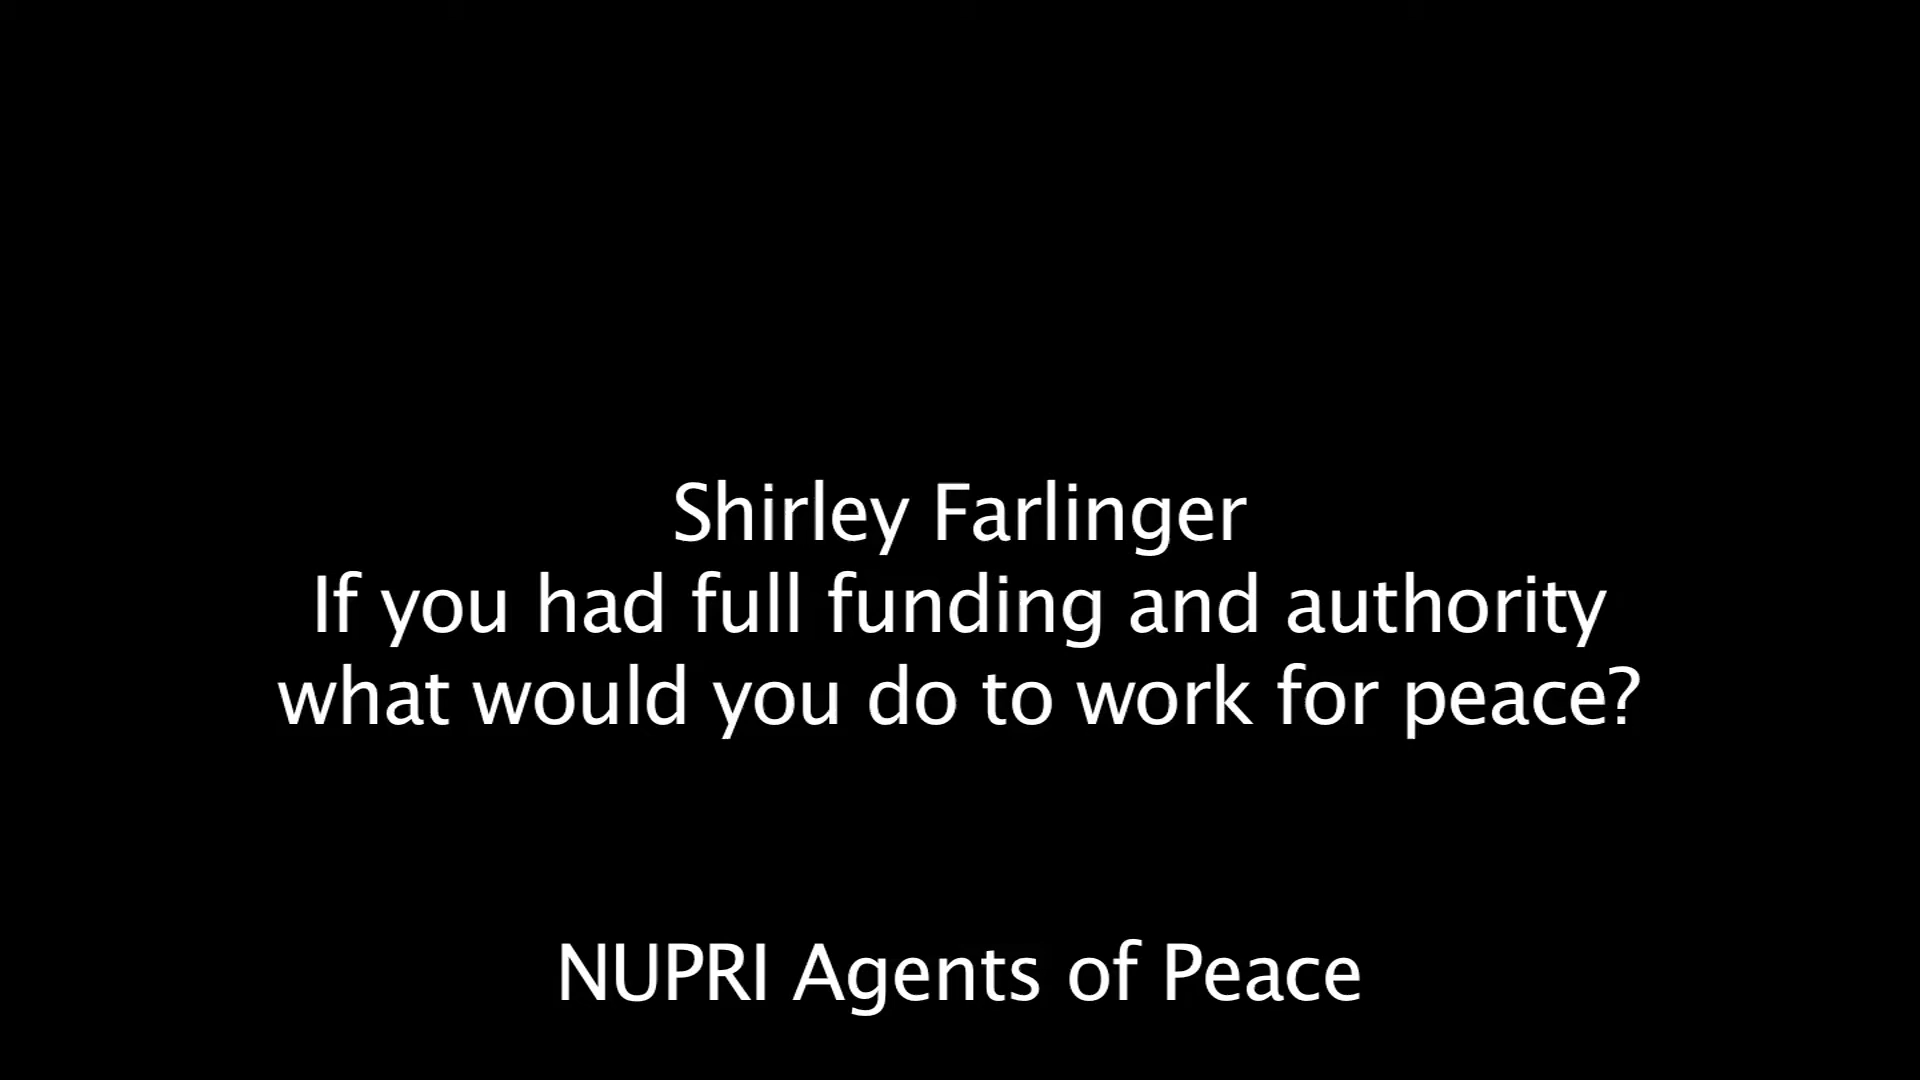 Shirley Farlinger
If you had full funding and authority
what would you do to work for peace?
NUPRI Agents of Peace